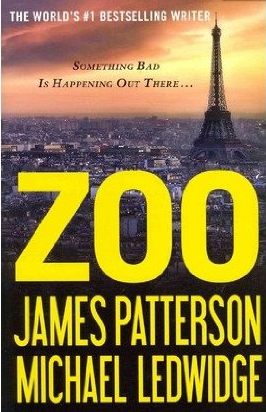 THE WORLD'S #1 BESTSELLING WRITER
SOMETHING BAD
IS HAPPENING OUT THERE...
ZOO
JAMES PATTERSON
MICHAEL LEDWIDGE